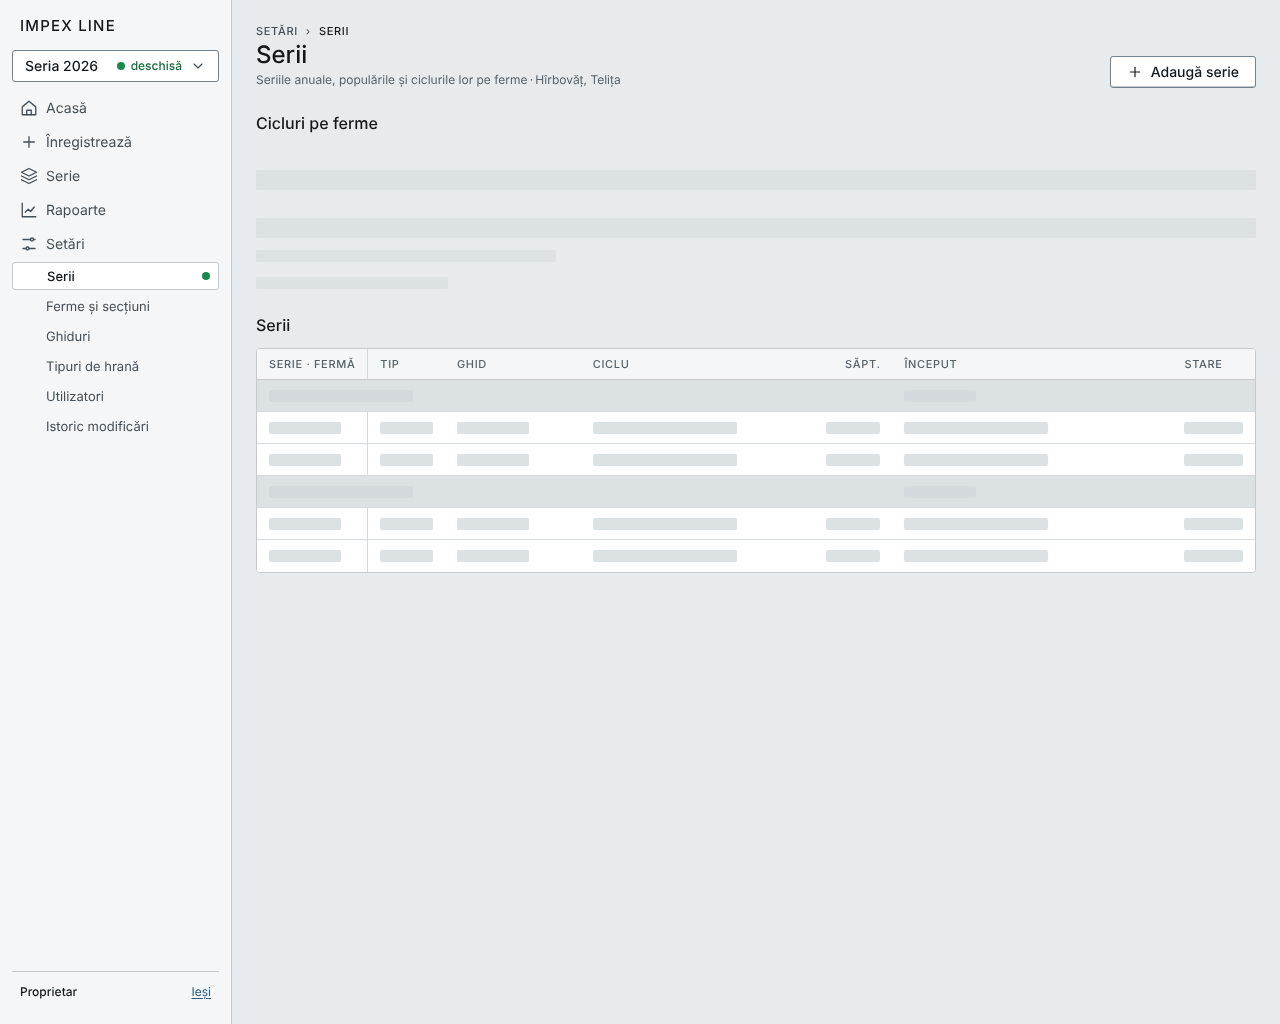 IMPEX LINE
Seria 2026 deschisă
Acasă
Înregistrează
Serie
Rapoarte
Setări
Serii
Ferme și secțiuni
Ghiduri
Tipuri de hrană
Utilizatori
Istoric modificări
Proprietar Ieși
SETĂRI › SERII
Serii
Seriile anuale, populările și ciclurile lor pe ferme · Hîrbovăț, Telița
Adaugă serie
Cicluri pe ferme
Serii
SERIE · FERMĂ TIP GHID CICLU SĂPT. ÎNCEPUT STARE